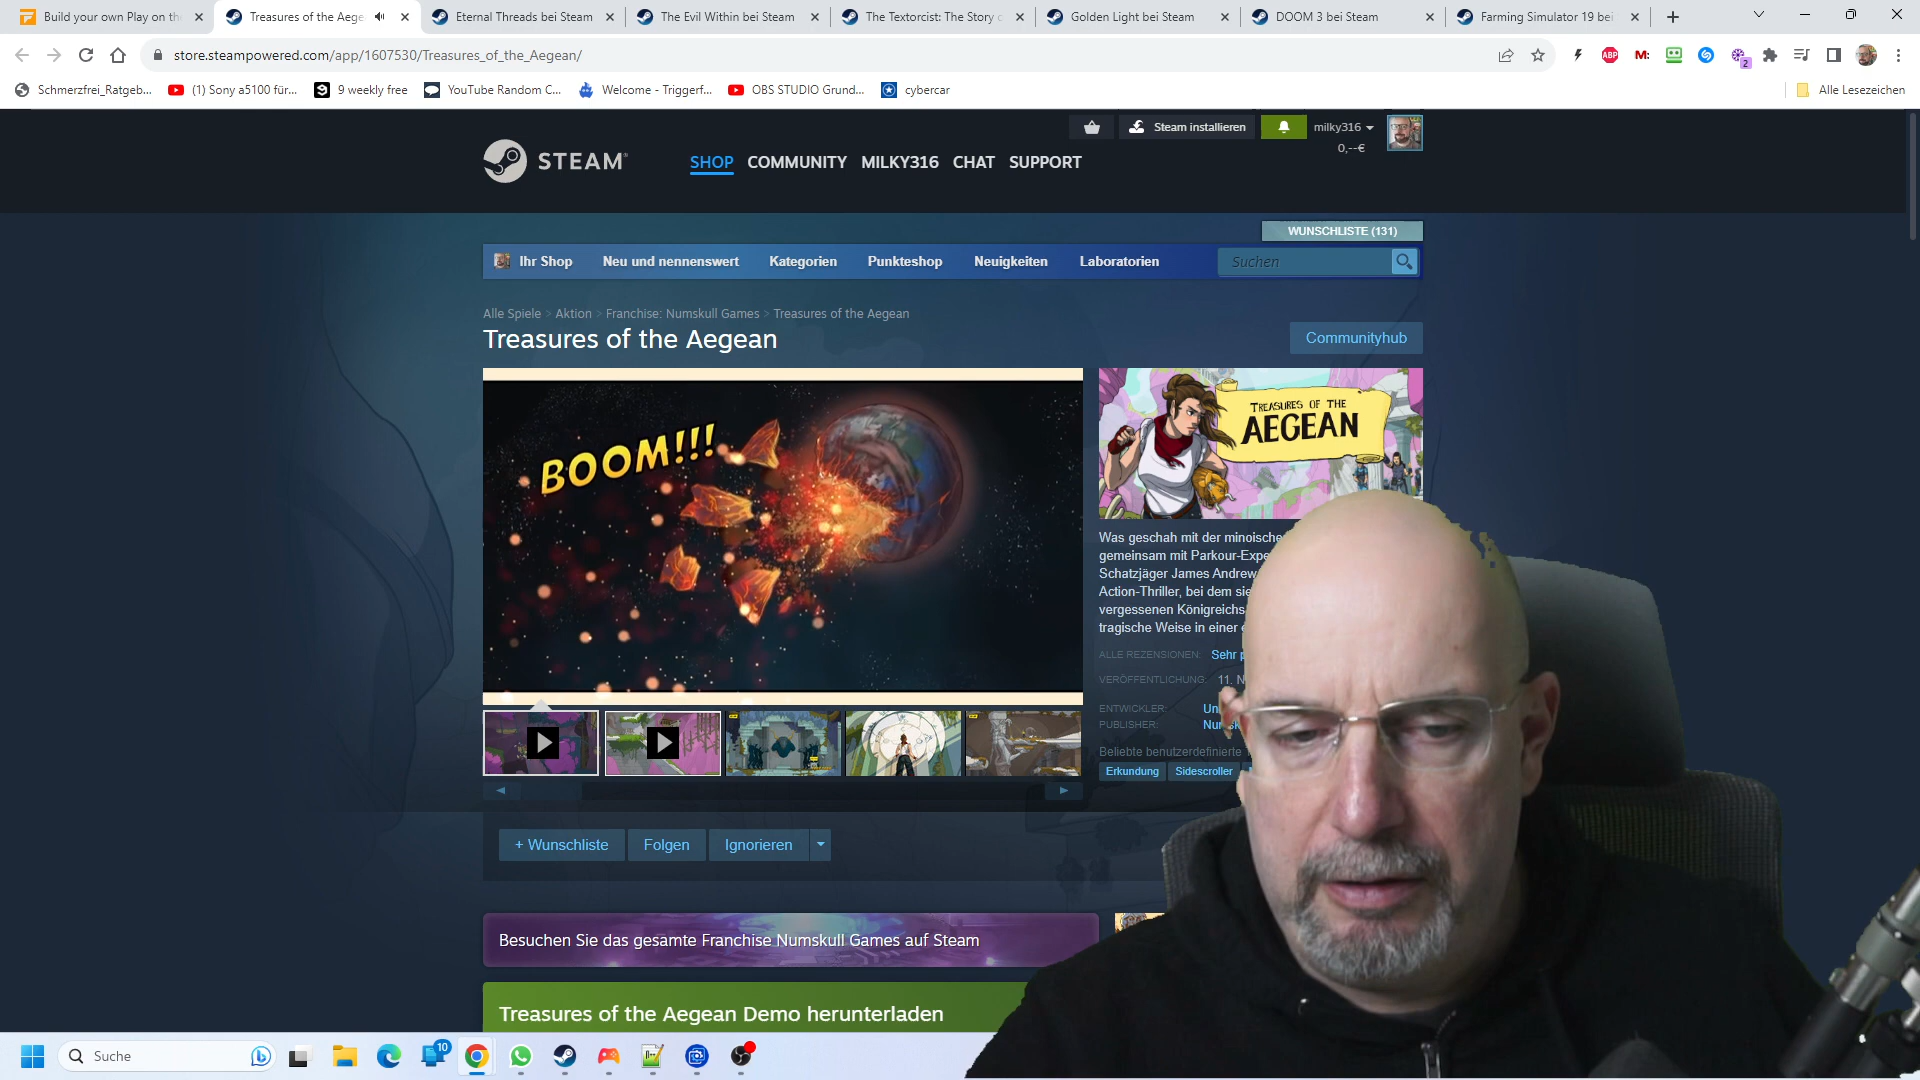 Build your own Play on th
Treasures of the Aege
Eternal Threads bei Steam
The Evil Within bei Steam
The Textorcist: The Story c
Golden Light bei Steam
DOOM 3 bei Steam
Farming Simulator 19 bei
store.steampowered.com/app/1607530/Treasures_of_the_Aegean/
ABP
M:
2
Schmerzfrei_Ratgeb...
(1) Sony a5100 für...
9 weekly free
YouTube Random C...
Welcome - Triggerf...
OBS STUDIO Grund...
cybercar
Alle Lesezeichen
Steam installieren
milky316
0,--€
STEAM
SHOP COMMUNITY MILKY316 CHAT SUPPORT
WUNSCHLISTE (131)
Ihr Shop Neu und nennenswert Kategorien Punkteshop Neuigkeiten Laboratorien
Suchen
Alle Spiele > Aktion > Franchise: Numskull Games > Treasures of the Aegean
Treasures of the Aegean
Communityhub
BOOM!!!
TREASURES OF THE
AEGEAN
Was geschah mit der minoische
gemeinsam mit Parkour-Expe
Schatzjäger James Andrew
Action-Thriller, bei dem sie
vergessenen Königreichs
tragische Weise in einer
ALLE REZENSIONEN: Sehr p
VERÖFFENTLICHUNG: 11. N
ENTWICKLER: Un
PUBLISHER: Numsk
Beliebte benutzerdefinierte
Erkundung
Sidescroller
+ Wunschliste
Folgen
Ignorieren
Besuchen Sie das gesamte Franchise Numskull Games auf Steam
Treasures of the Aegean Demo herunterladen
Suche
10